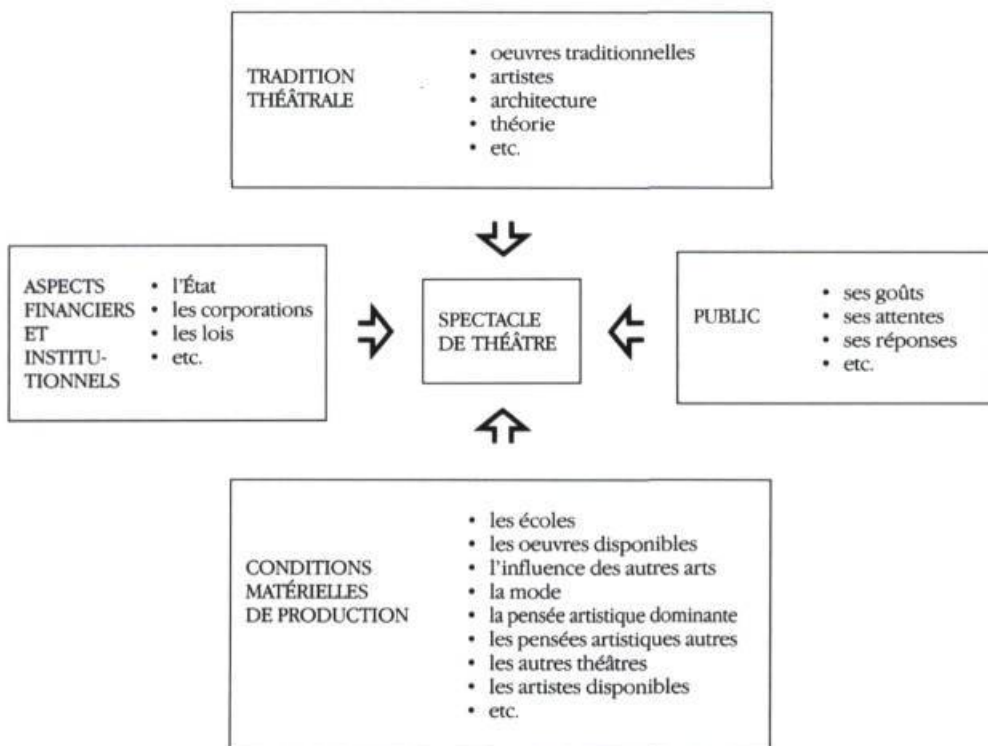 TRADITION
THÉÂTRALE
• oeuvres traditionnelles
• artistes
• architecture
• théorie
• etc.
ASPECTS
FINANCIERS
ET
INSTITU-
TIONNELS
• l'État
• les corporations
• les lois
• etc.
SPECTACLE
DE THÉÂTRE
PUBLIC
• ses goûts
• ses attentes
• ses réponses
• etc.
CONDITIONS
MATÉRIELLES
DE PRODUCTION
• les écoles
• les oeuvres disponibles
• l'influence des autres arts
• la mode
• la pensée artistique dominante
• les pensées artistiques autres
• les autres théâtres
• les artistes disponibles
• etc.